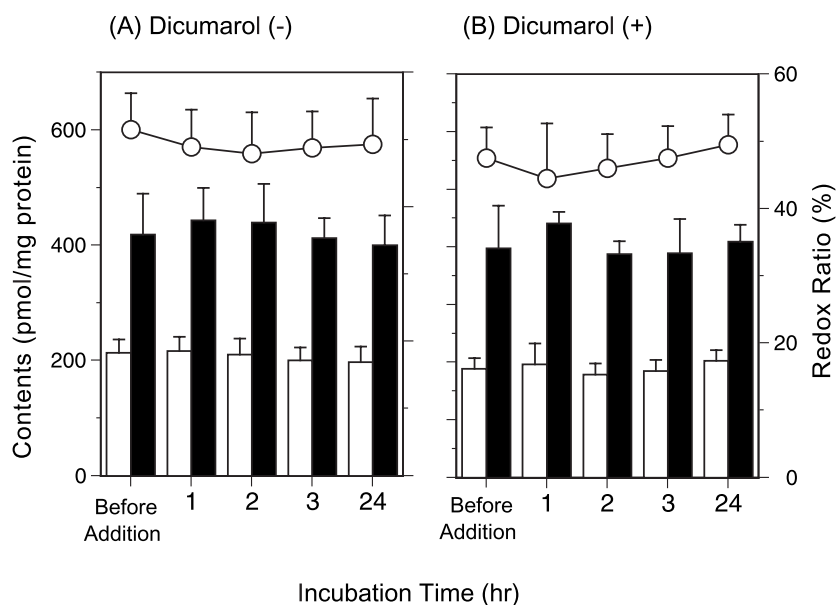 (A) Dicumarol (-)
(B) Dicumarol (+)
Contents (pmol/mg protein)
600
400
200
0
60
40
20
0
Redox Ratio (%)
Before
Addition
1
2
3
24
Before
Addition
1
2
3
24
Incubation Time (hr)